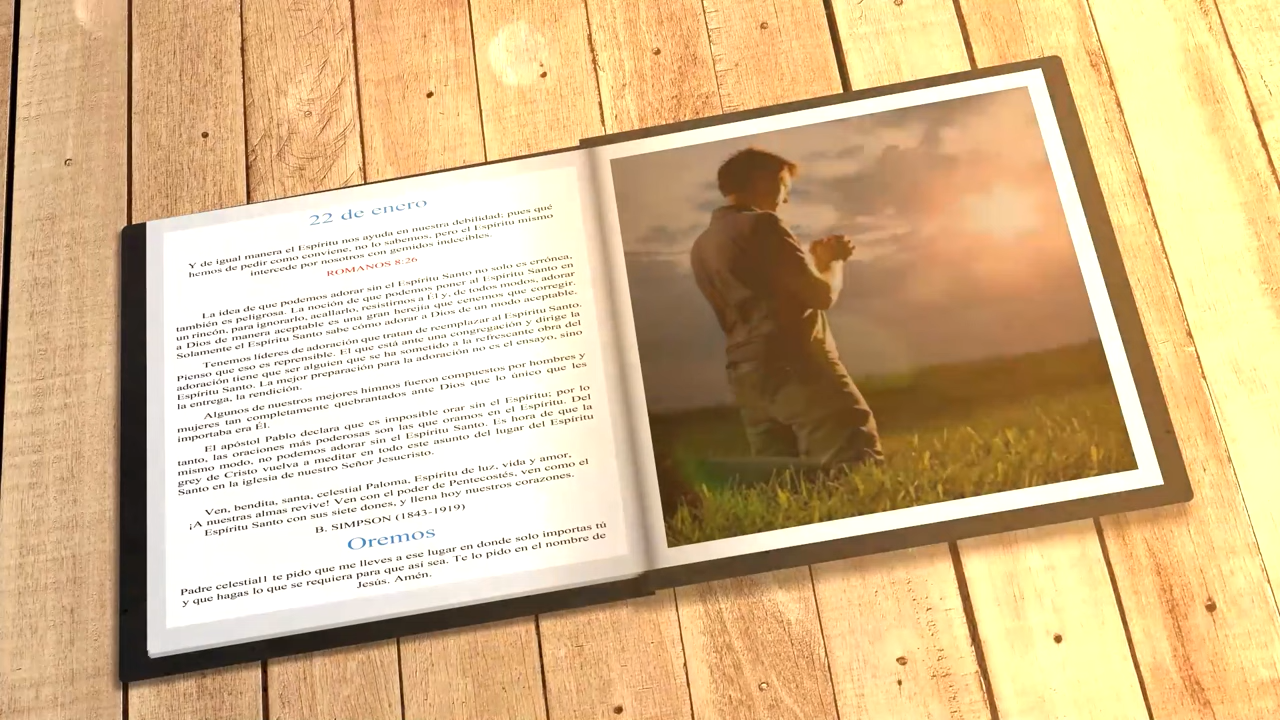 22 de enero
Y de igual manera el Espíritu nos ayuda en nuestra debilidad; pues qué
hemos de pedir como conviene, no lo sabemos, pero el Espíritu mismo
intercede por nosotros con gemidos indecibles.
ROMANOS 8:26
La idea de que podemos adorar sin el Espíritu Santo no solo es errónea,
también es peligrosa. La noción de que podemos poner al Espíritu Santo en
un rincón, para ignorarlo, acallarlo, resistirnos a Él y, de todos modos, adorar
a Dios de manera aceptable es una gran herejía que tenemos que corregir.
Solamente el Espíritu Santo sabe cómo adorar a Dios de un modo aceptable.
Tenemos líderes de adoración que tratan de reemplazar al Espíritu Santo.
Pienso que eso es reprensible. El que está ante una congregación y dirige la
adoración tiene que ser alguien que se ha sometido a la refrescante obra del
Espíritu Santo. La mejor preparación para la adoración no es el ensayo, sino
la entrega, la rendición.
Algunos de nuestros mejores himnos fueron compuestos por hombres y
mujeres tan completamente quebrantados ante Dios que lo único que les
importaba era Él.
El apóstol Pablo declara que es imposible orar sin el Espíritu; por lo
tanto, las oraciones más poderosas son las que oramos en el Espíritu. Del
mismo modo, no podemos adorar sin el Espíritu Santo. Es hora de que la
grey de Cristo vuelva a meditar en todo este asunto del lugar del Espíritu
Santo en la iglesia de nuestro Señor Jesucristo.
Ven, bendita, santa, celestial Paloma, Espíritu de luz, vida y amor,
¡A nuestras almas revive! Ven con el poder de Pentecostés, ven como el
Espíritu Santo con sus siete dones, y llena hoy nuestros corazones.
B. SIMPSON (1843-1919)
Oremos
Padre celestial1 te pido que me lleves a ese lugar en donde solo importas tú
y que hagas lo que se requiera para que así sea. Te lo pido en el nombre de
Jesús. Amén.